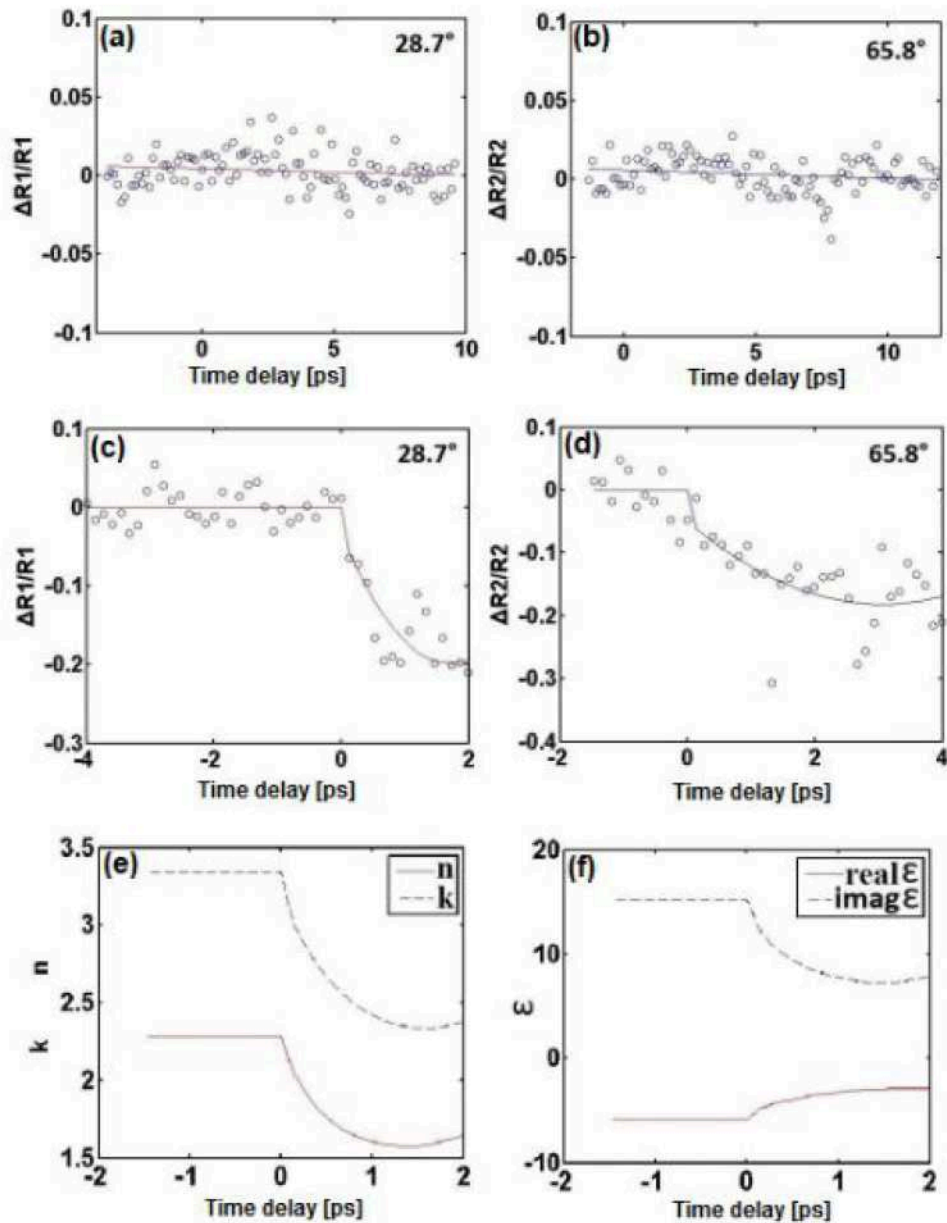 (a) 28.7°
0.1
0.05
0
-0.05
-0.1
ΔR1/R1
0 5 10
Time delay [ps]
(b) 65.8°
0.1
0.05
0
-0.05
-0.1
ΔR2/R2
0 5 10
Time delay [ps]
(c) 28.7°
0.1
0
-0.1
-0.2
-0.3
ΔR1/R1
-4 -2 0 2
Time delay [ps]
(d) 65.8°
0.1
0
-0.1
-0.2
-0.3
-0.4
ΔR2/R2
-2 0 2 4
Time delay [ps]
(e)
n
k
3.5
3
2.5
2
1.5
k n
-2 -1 0 1 2
Time delay [ps]
(f)
real ε
imag ε
20
10
0
-10
ε
-2 -1 0 1 2
Time delay [ps]